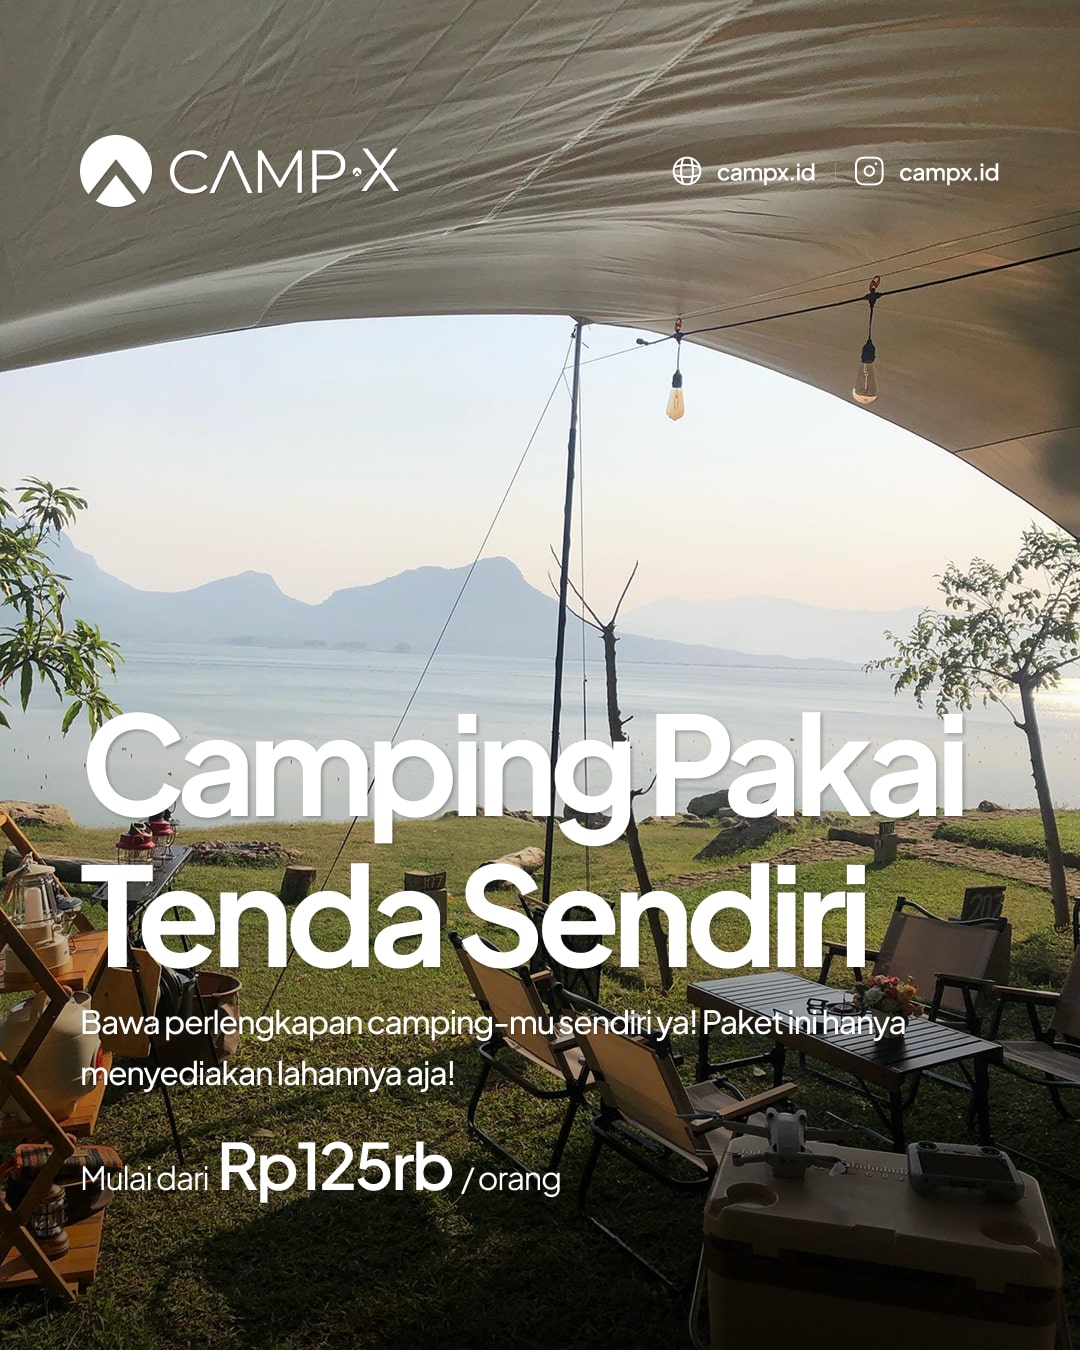 CAMP X
campx.id
campx.id
Camping Pakai
Tenda Sendiri
Bawa perlengkapan camping-mu sendiri ya! Paket ini hanya
menyediakan lahannya aja!
Mulai dari Rp125rb / orang